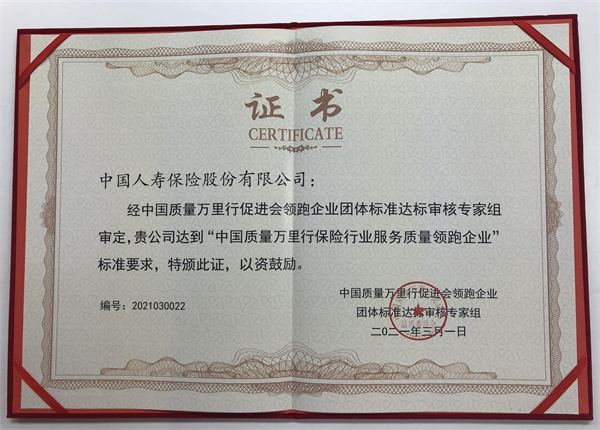 证书
CERTIFICATE
中国人寿保险股份有限公司：
经中国质量万里行促进会领跑企业团体标准达标审核专家组
审定，贵公司达到“中国质量万里行保险行业服务质量领跑企业”
标准要求，特颁此证，以资鼓励。
中国质量万里行促进会领跑企业
编号：2021030022
团体标准达标审核专家组
二〇二一年三月一日